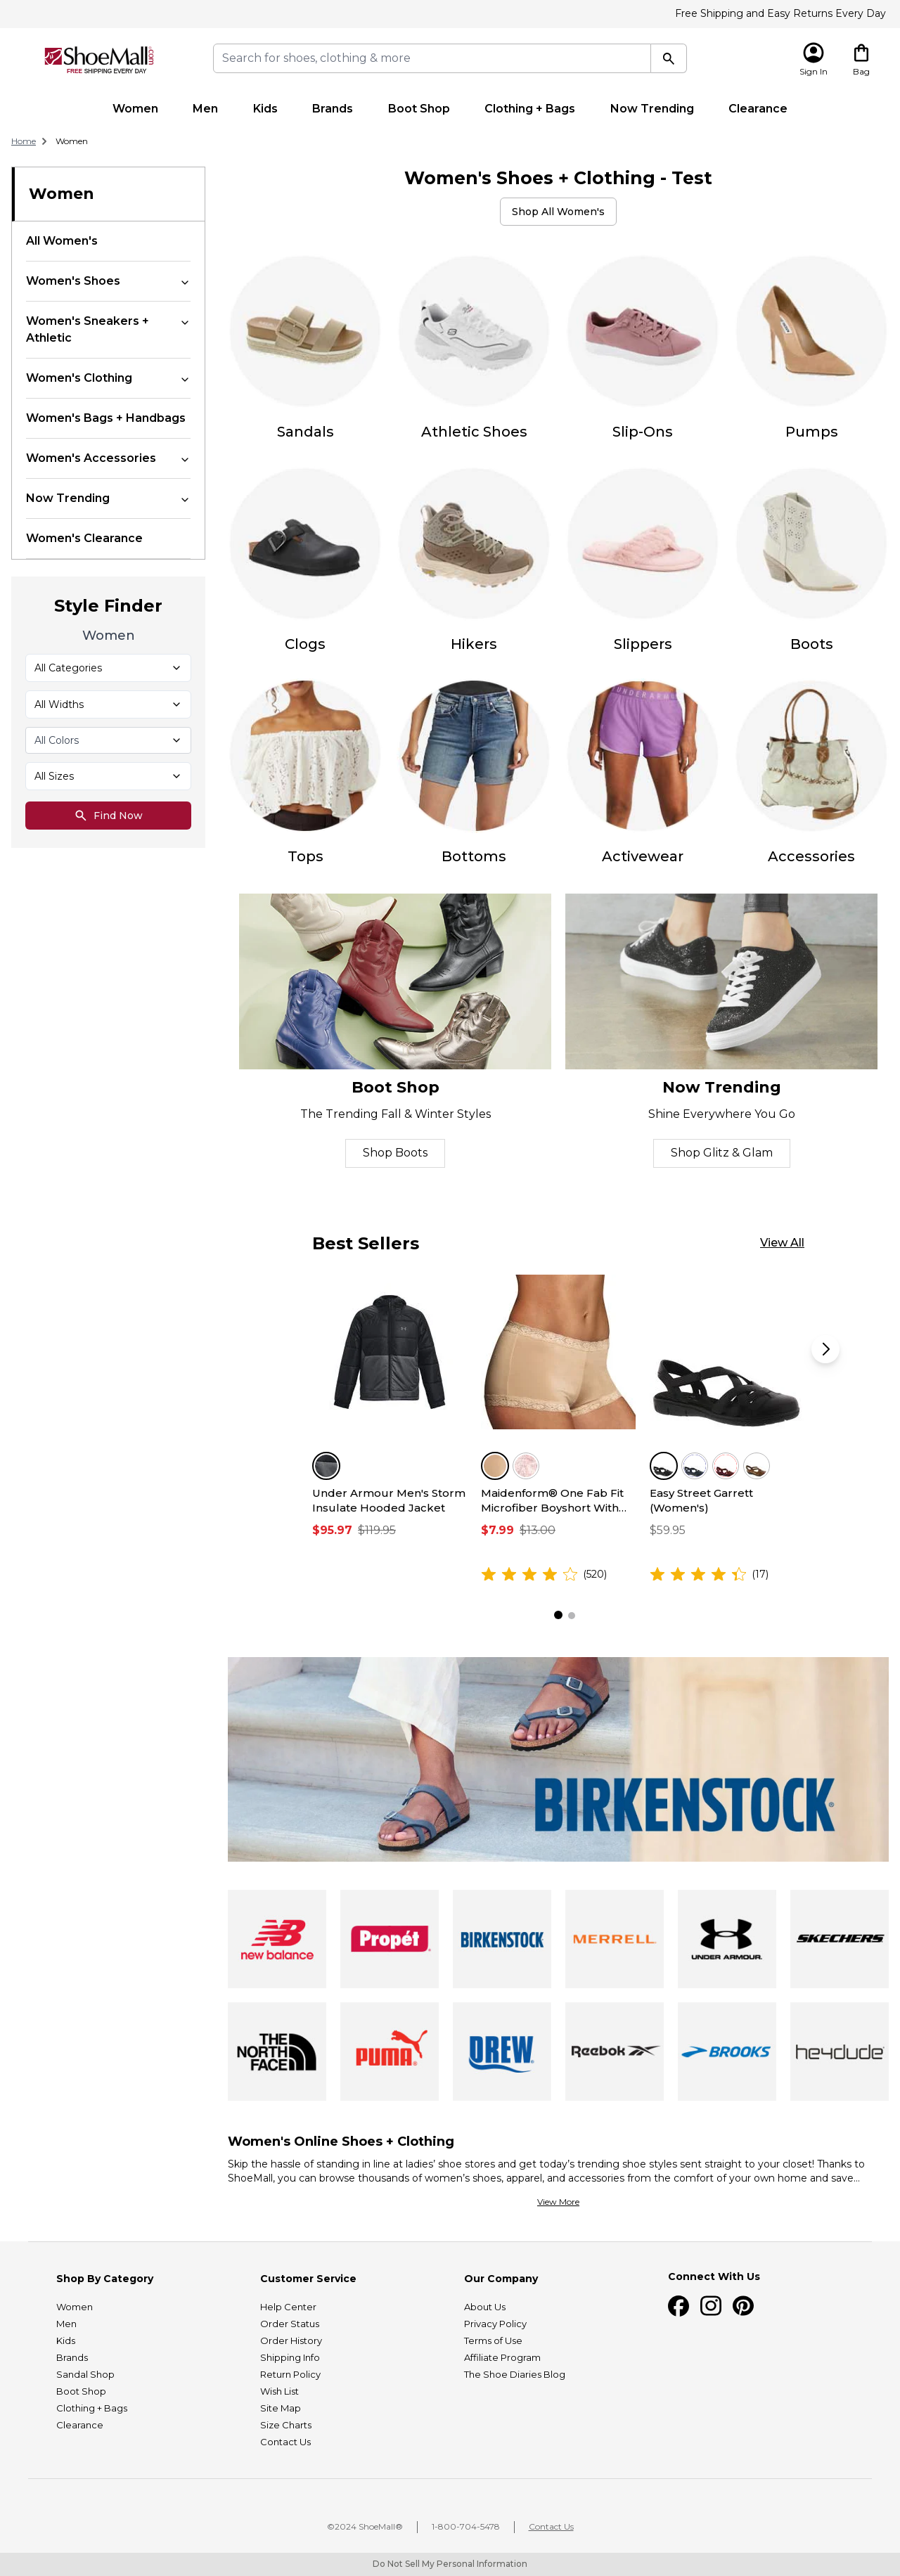 Free Shipping and Easy Returns Every Day
ShoeMall.com
FREE SHIPPING EVERY DAY
Search for shoes, clothing & more
Sign In
Bag
Women Men Kids Brands Boot Shop Clothing + Bags Now Trending Clearance
Home > Women
Women
All Women's
Women's Shoes
Women's Sneakers +
Athletic
Women's Clothing
Women's Bags + Handbags
Women's Accessories
Now Trending
Women's Clearance
Style Finder
Women
All Categories
All Widths
All Colors
All Sizes
Find Now
Women's Shoes + Clothing - Test
Shop All Women's
Sandals Athletic Shoes Slip-Ons Pumps
Clogs Hikers Slippers Boots
Tops Bottoms Activewear Accessories
Boot Shop
The Trending Fall & Winter Styles
Shop Boots
Now Trending
Shine Everywhere You Go
Shop Glitz & Glam
Best Sellers
View All
Under Armour Men's Storm
Insulate Hooded Jacket
$95.97 $119.95
Maidenform® One Fab Fit
Microfiber Boyshort With...
$7.99 $13.00
(520)
Easy Street Garrett
(Women's)
$59.95
(17)
BIRKENSTOCK®
new balance
Propét
BIRKENSTOCK
MERRELL
UNDER ARMOUR
SKECHERS
THE
NORTH
FACE
PUMA
DREW
Reebok
BROOKS
heydude
Women's Online Shoes + Clothing
Skip the hassle of standing in line at ladies’ shoe stores and get today’s trending shoe styles sent straight to your closet! Thanks to
ShoeMall, you can browse thousands of women’s shoes, apparel, and accessories from the comfort of your own home and save...
View More
Shop By Category
Women
Men
Kids
Brands
Sandal Shop
Boot Shop
Clothing + Bags
Clearance
Customer Service
Help Center
Order Status
Order History
Shipping Info
Return Policy
Wish List
Site Map
Size Charts
Contact Us
Our Company
About Us
Privacy Policy
Terms of Use
Affiliate Program
The Shoe Diaries Blog
Connect With Us
©2024 ShoeMall® | 1-800-704-5478 | Contact Us
Do Not Sell My Personal Information